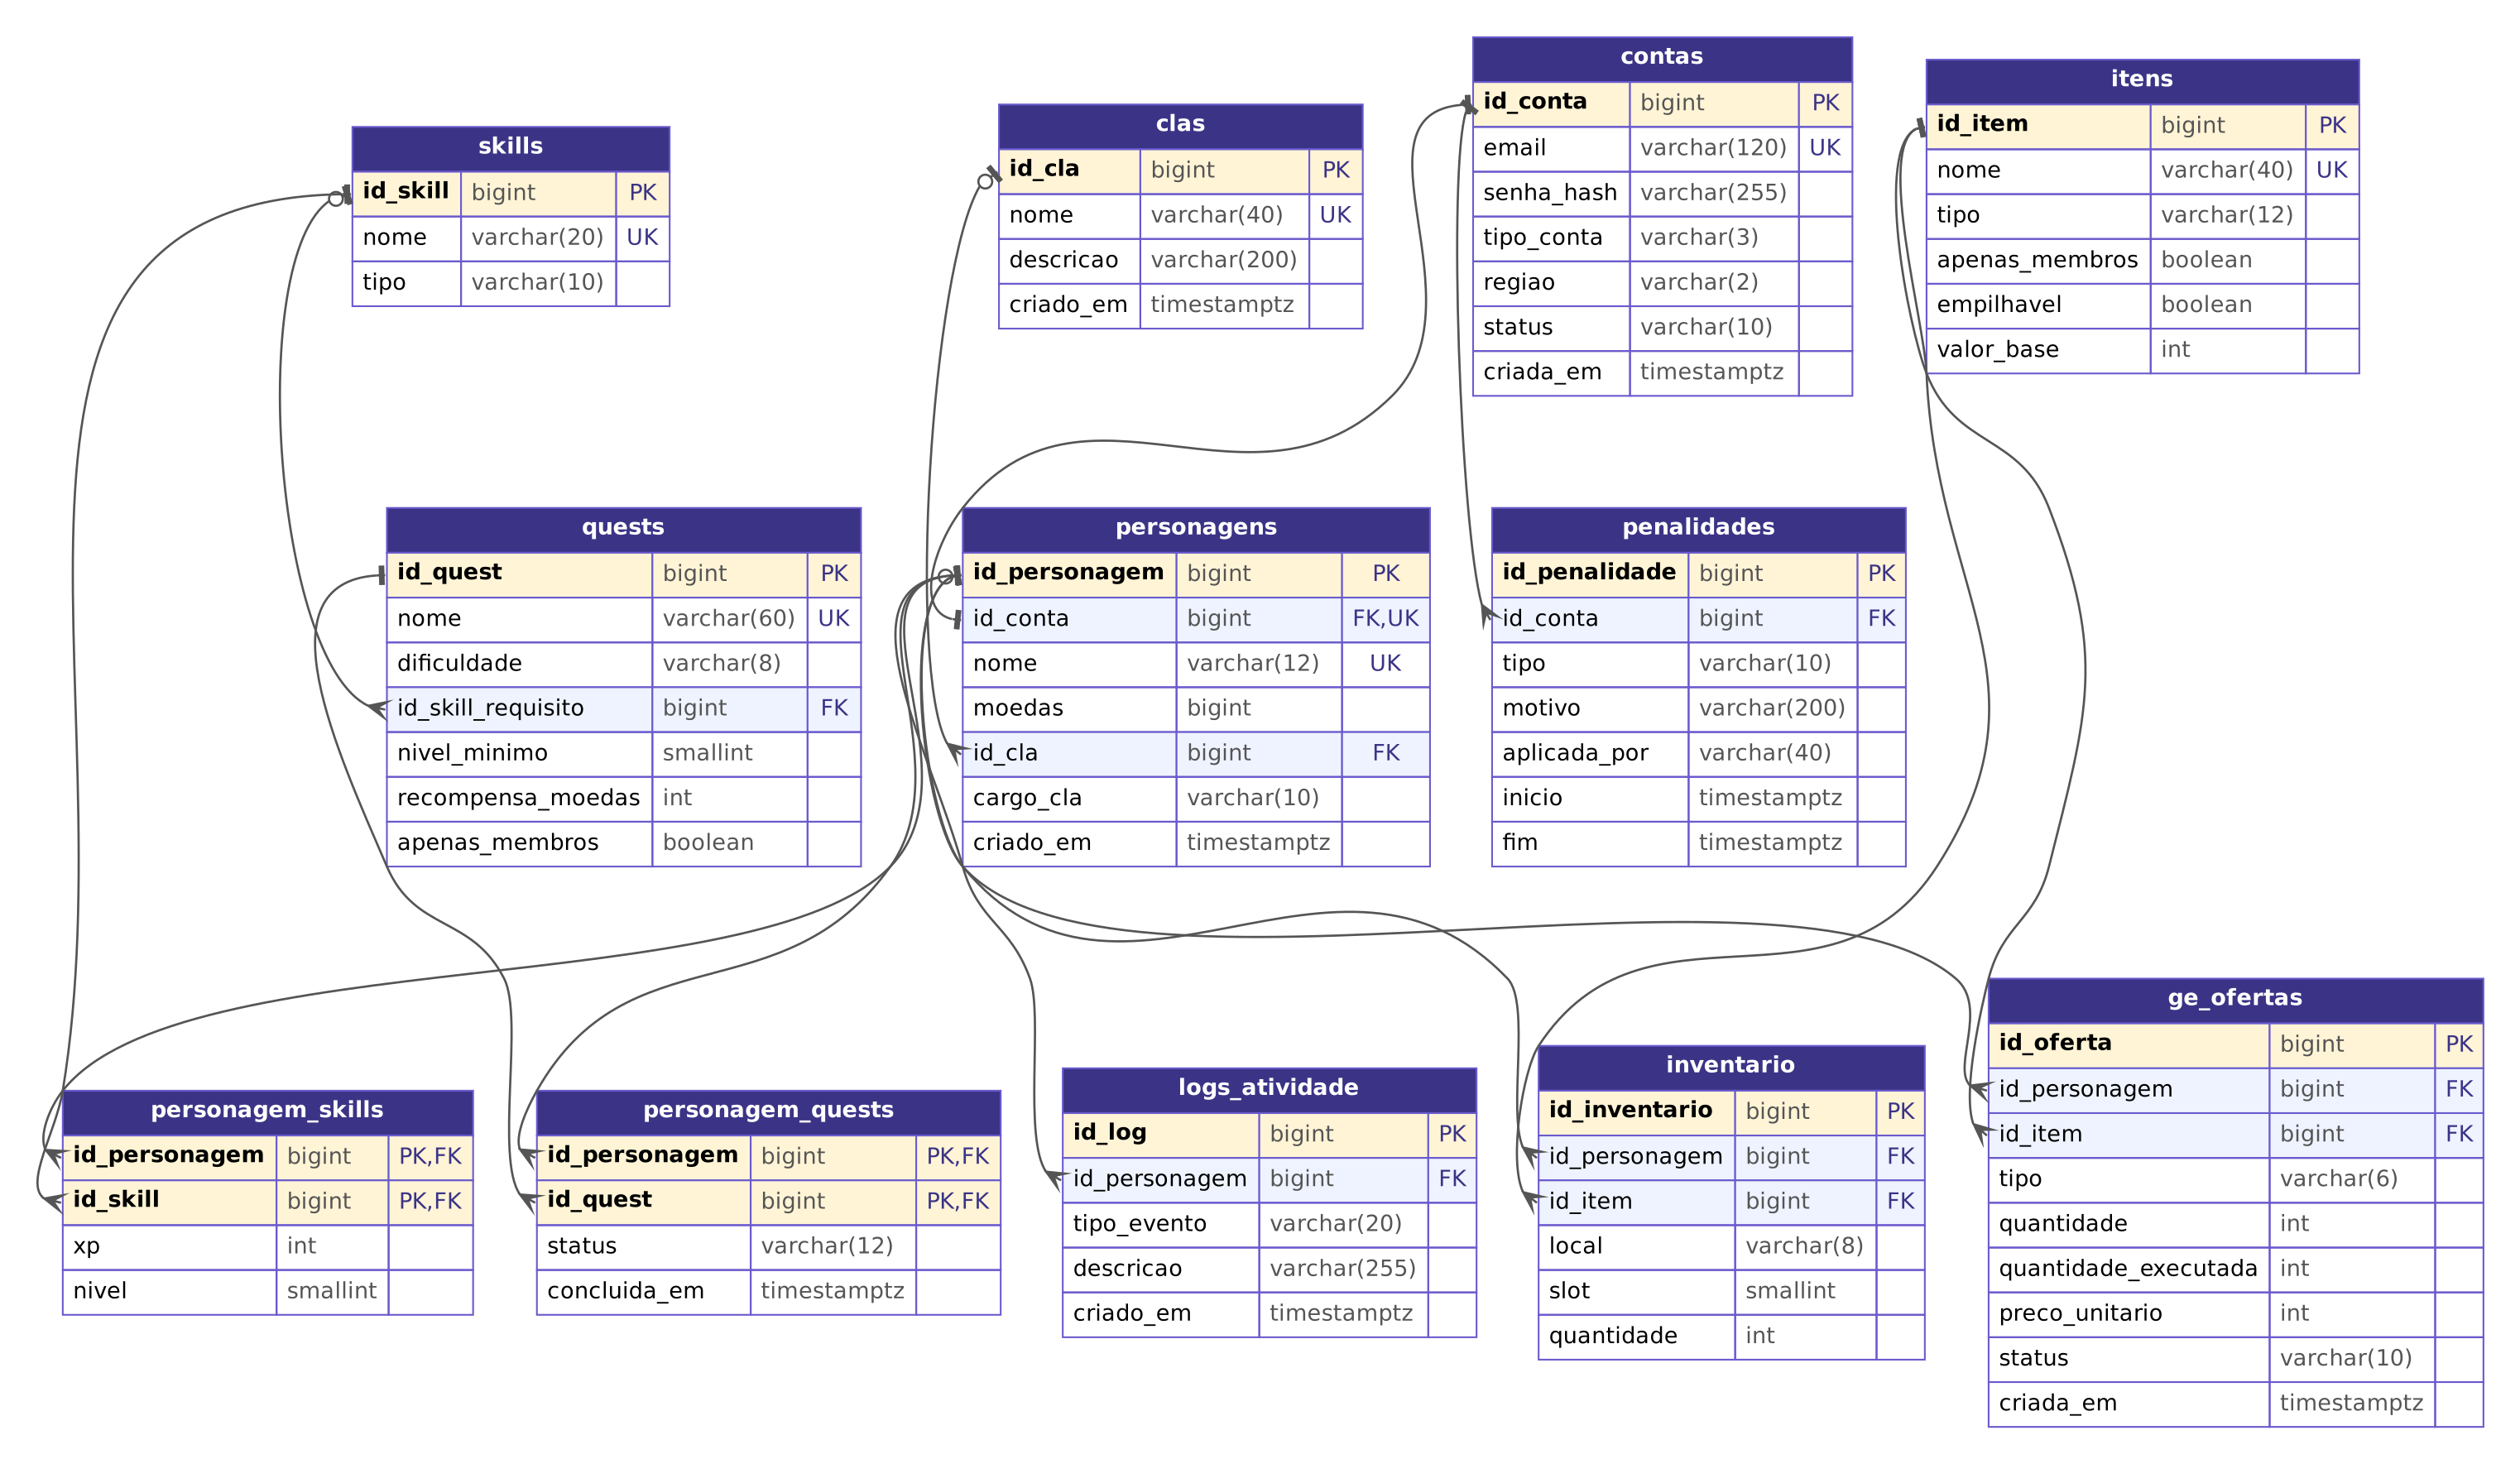 skills
id_skill bigint PK
nome varchar(20) UK
tipo varchar(10)
clas
id_cla bigint PK
nome varchar(40) UK
descricao varchar(200)
criado_em timestamptz
contas
id_conta bigint PK
email varchar(120) UK
senha_hash varchar(255)
tipo_conta varchar(3)
regiao varchar(2)
status varchar(10)
criada_em timestamptz
itens
id_item bigint PK
nome varchar(40) UK
tipo varchar(12)
apenas_membros boolean
empilhavel boolean
valor_base int
quests
id_quest bigint PK
nome varchar(60) UK
dificuldade varchar(8)
id_skill_requisito bigint FK
nivel_minimo smallint
recompensa_moedas int
apenas_membros boolean
personagens
id_personagem bigint PK
id_conta bigint FK,UK
nome varchar(12) UK
moedas bigint
id_cla bigint FK
cargo_cla varchar(10)
criado_em timestamptz
penalidades
id_penalidade bigint PK
id_conta bigint FK
tipo varchar(10)
motivo varchar(200)
aplicada_por varchar(40)
inicio timestamptz
fim timestamptz
personagem_skills
id_personagem bigint PK,FK
id_skill bigint PK,FK
xp int
nivel smallint
personagem_quests
id_personagem bigint PK,FK
id_quest bigint PK,FK
status varchar(12)
concluida_em timestamptz
logs_atividade
id_log bigint PK
id_personagem bigint FK
tipo_evento varchar(20)
descricao varchar(255)
criado_em timestamptz
inventario
id_inventario bigint PK
id_personagem bigint FK
id_item bigint FK
local varchar(8)
slot smallint
quantidade int
ge_ofertas
id_oferta bigint PK
id_personagem bigint FK
id_item bigint FK
tipo varchar(6)
quantidade int
quantidade_executada int
preco_unitario int
status varchar(10)
criada_em timestamptz